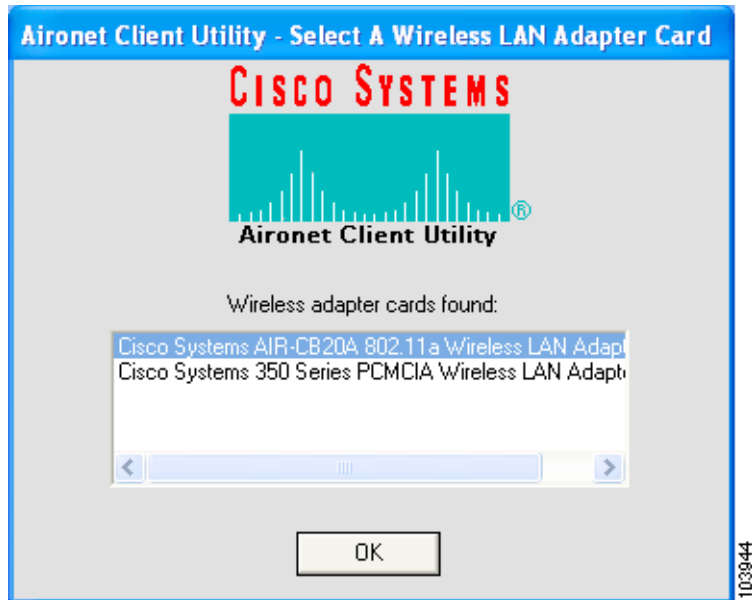 Aironet Client Utility - Select A Wireless LAN Adapter Card
CISCO SYSTEMS
®
Aironet Client Utility
Wireless adapter cards found:
Cisco Systems AIR-CB20A 802.11a Wireless LAN Adapt
Cisco Systems 350 Series PCMCIA Wireless LAN Adapt
OK
103944